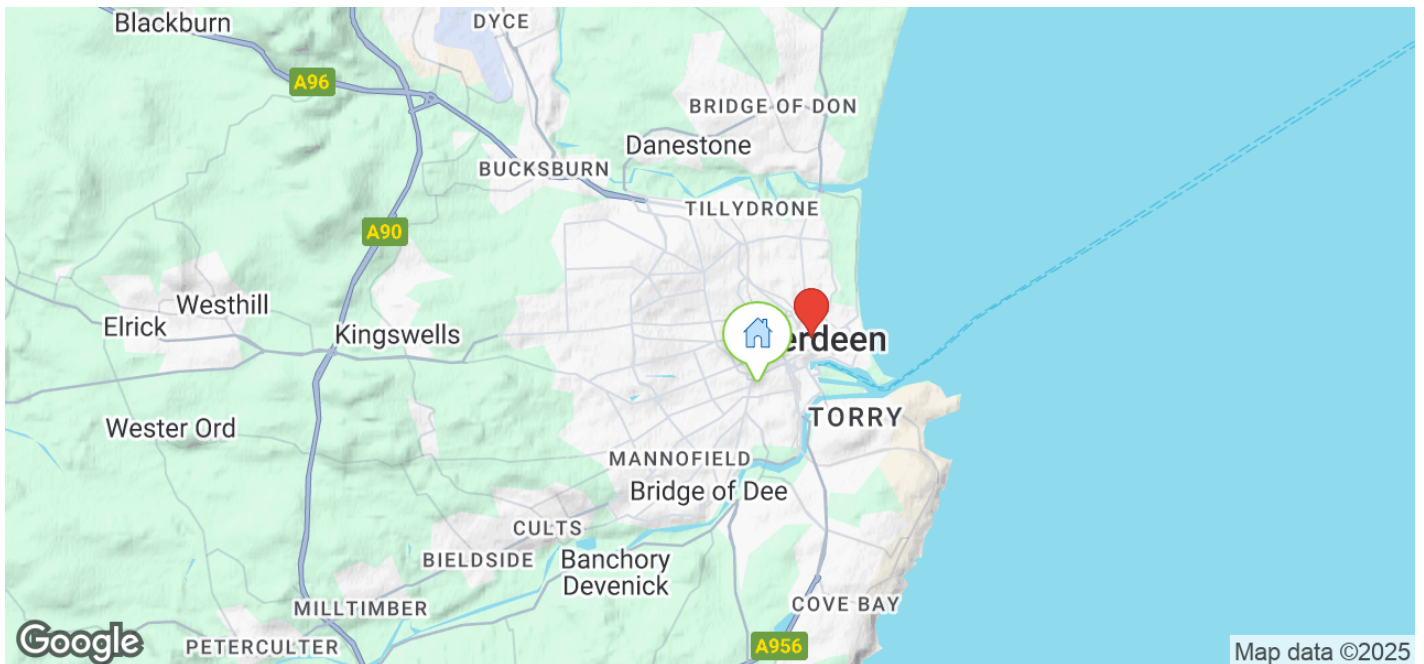 Blackburn
DYCE
A96
BRIDGE OF DON
Danestone
BUCKSBURN
TILLYDRONE
A90
Westhill
Elrick
Kingswells
erdeen
TORRY
Wester Ord
MANNOFIELD
Bridge of Dee
CULTS
BIELDSIDE
Banchory
Devenick
MILLTIMBER
COVE BAY
PETERCULTER
A956
Google
Map data ©2025